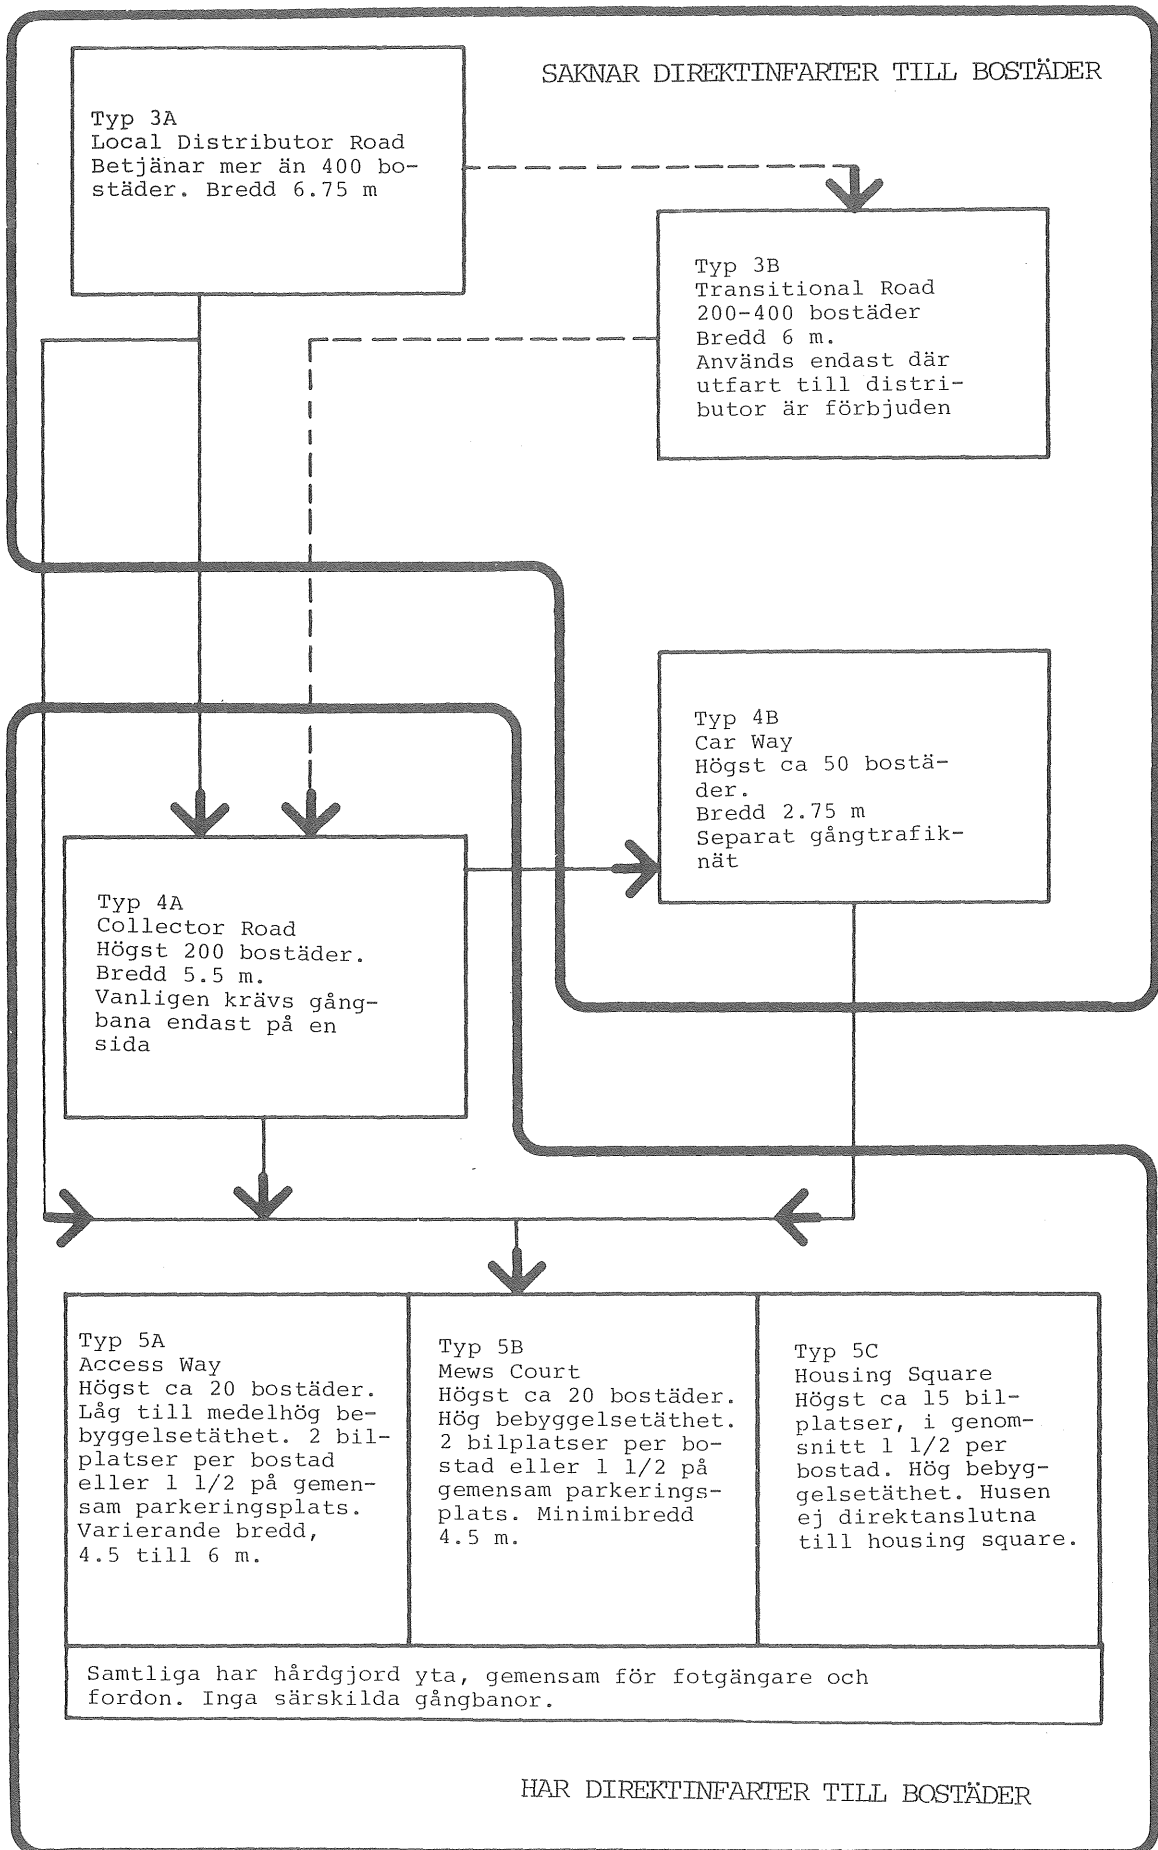 SAKNAR DIREKTINFARTER TILL BOSTÄDER
Typ 3A
Local Distributor Road
Betjänar mer än 400 bo-
städer. Bredd 6.75 m
Typ 3B
Transitional Road
200-400 bostäder
Bredd 6 m.
Används endast där
utfart till distri-
butor är förbjuden
Typ 4B
Car Way
Högst ca 50 bostä-
der.
Bredd 2.75 m
Separat gångtrafik-
nät
Typ 4A
Collector Road
Högst 200 bostäder.
Bredd 5.5 m.
Vanligen krävs gång-
bana endast på en
sida
Typ 5A
Access Way
Högst ca 20 bostäder.
Låg till medelhög be-
byggelsetäthet. 2 bil-
platser per bostad
eller 1 1/2 på gemen-
sam parkeringsplats.
Varierande bredd,
4.5 till 6 m.
Typ 5B
Mews Court
Högst ca 20 bostäder.
Hög bebyggelsetäthet.
2 bilplatser per bo-
stad eller 1 1/2 på
gemensam parkerings-
plats. Minimibredd
4.5 m.
Typ 5C
Housing Square
Högst ca 15 bil-
platser, i genom-
snitt 1 1/2 per
bostad. Hög bebyg-
gelsetäthet. Husen
ej direktanslutna
till housing square.
Samtliga har hårdgjord yta, gemensam för fotgängare och
fordon. Inga särskilda gångbanor.
HAR DIREKTINFARTER TILL BOSTÄDER